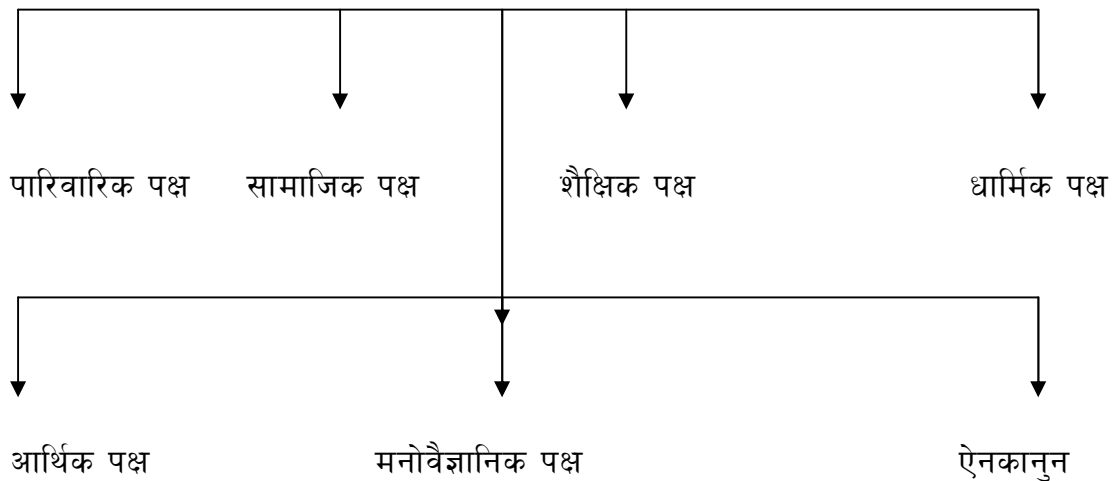 पारिवारिक पक्ष सामाजिक पक्ष शैक्षिक पक्ष धार्मिक पक्ष
आर्थिक पक्ष मनोवैज्ञानिक पक्ष ऐनकानुन